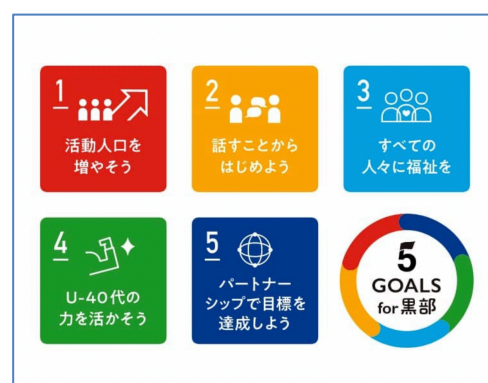 1
活動人口を
増やそう
2
話すことから
はじめよう
3
すべての
人々に福祉を
4
U-40代の
力を活かそう
5
パートナー
シップで目標を
達成しよう
5
GOALS
for黒部